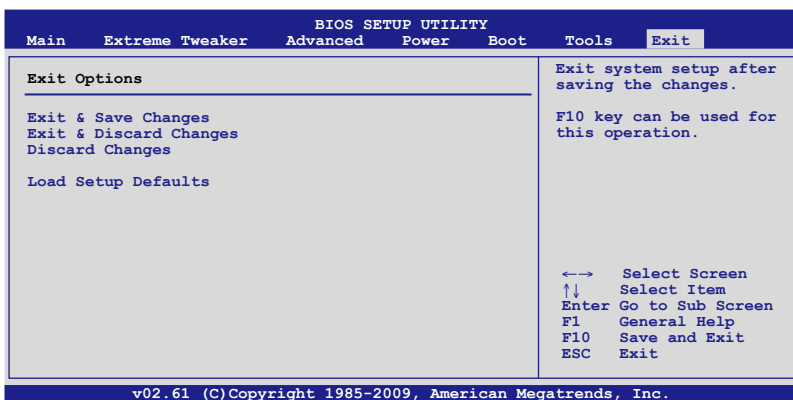 BIOS SETUP UTILITY
Main Extreme Tweaker Advanced Power Boot Tools Exit
Exit Options
Exit & Save Changes
Exit & Discard Changes
Discard Changes
Load Setup Defaults
Exit system setup after
saving the changes.
F10 key can be used for
this operation.
←→ Select Screen
↑↓ Select Item
Enter Go to Sub Screen
F1 General Help
F10 Save and Exit
ESC Exit
v02.61 (C)Copyright 1985-2009, American Megatrends, Inc.